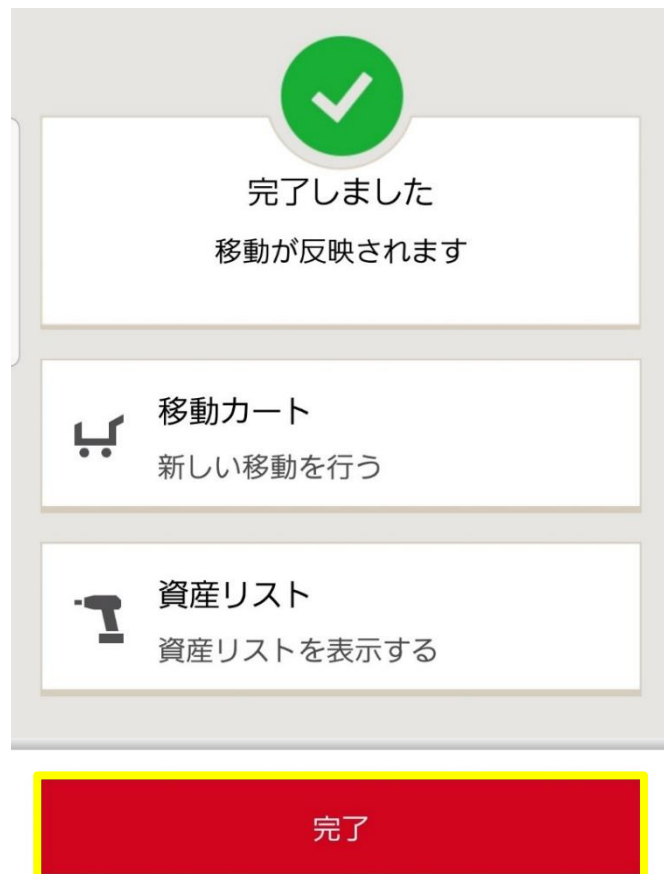 完了しました
移動が反映されます
移動カート
新しい移動を行う
資産リスト
資産リストを表示する
完了